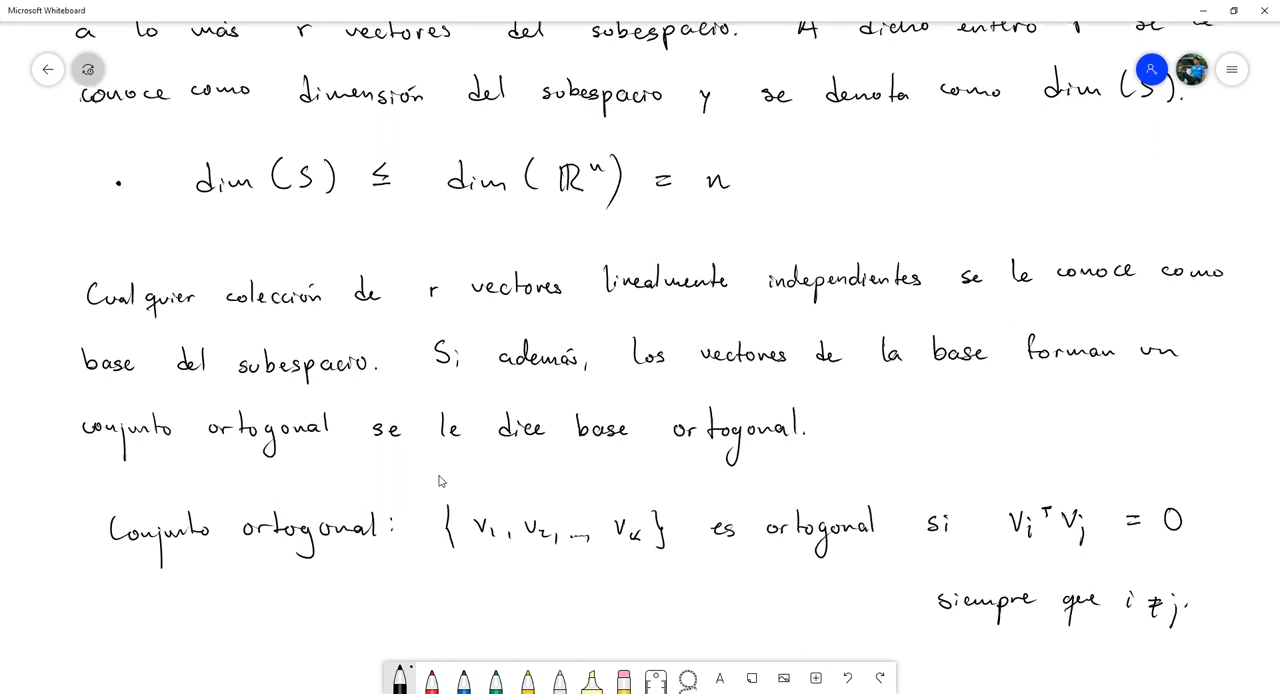 Microsoft Whiteboard
a lo más r vectores del subespacio. A dicho entero r se le
conoce como dimensión del subespacio y se denota como dim (S).
• dim (S) ≤ dim (ℝⁿ) = n
Cualquier colección de r vectores linealmente independientes se le conoce como
base del subespacio. Si además, los vectores de la base forman un
conjunto ortogonal se le dice base ortogonal.
Conjunto ortogonal: { v₁, v₂, ..., vₖ } es ortogonal si vᵢᵀ vⱼ = 0
siempre que i ≠ j.
A